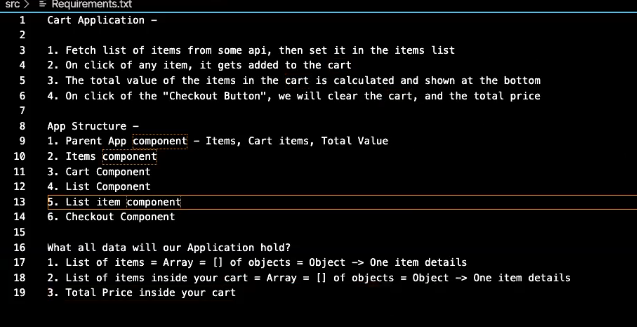 src > Requirements.txt
1 Cart Application -
2
3 1. Fetch list of items from some api, then set it in the items list
4 2. On click of any item, it gets added to the cart
5 3. The total value of the items in the cart is calculated and shown at the bottom
6 4. On click of the "Checkout Button", we will clear the cart, and the total price
7
8 App Structure -
9 1. Parent App component - Items, Cart items, Total Value
10 2. Items component
11 3. Cart Component
12 4. List Component
13 5. List item component
14 6. Checkout Component
15
16 What all data will our Application hold?
17 1. List of items = Array = [] of objects = Object -> One item details
18 2. List of items inside your cart = Array = [] of objects = Object -> One item details
19 3. Total Price inside your cart